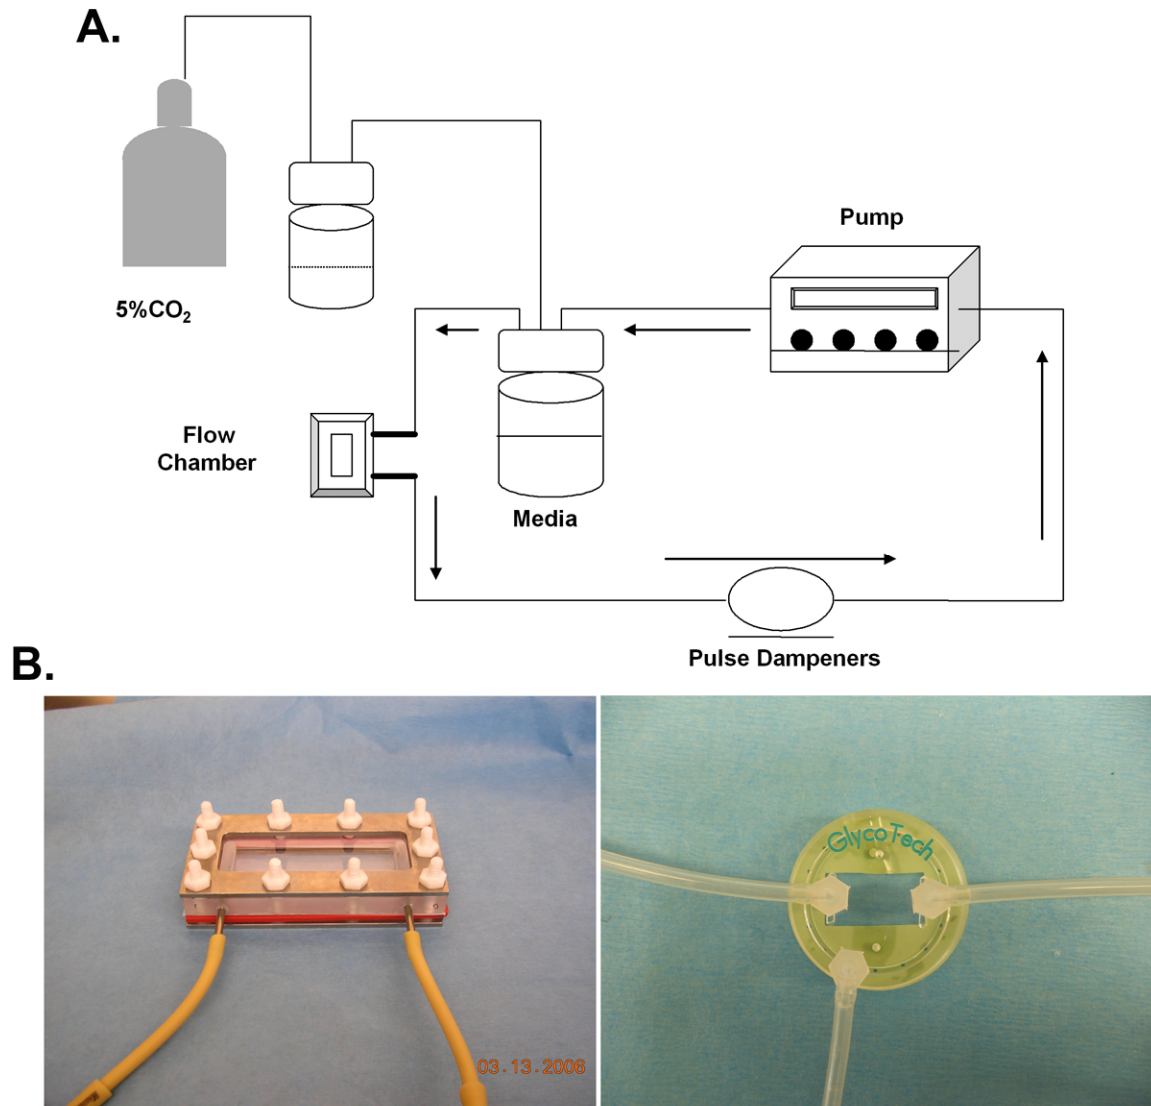 A.
Pump
5%CO₂
Flow
Chamber
Media
Pulse Dampeners
B.
GlycoTech
03.13.2006